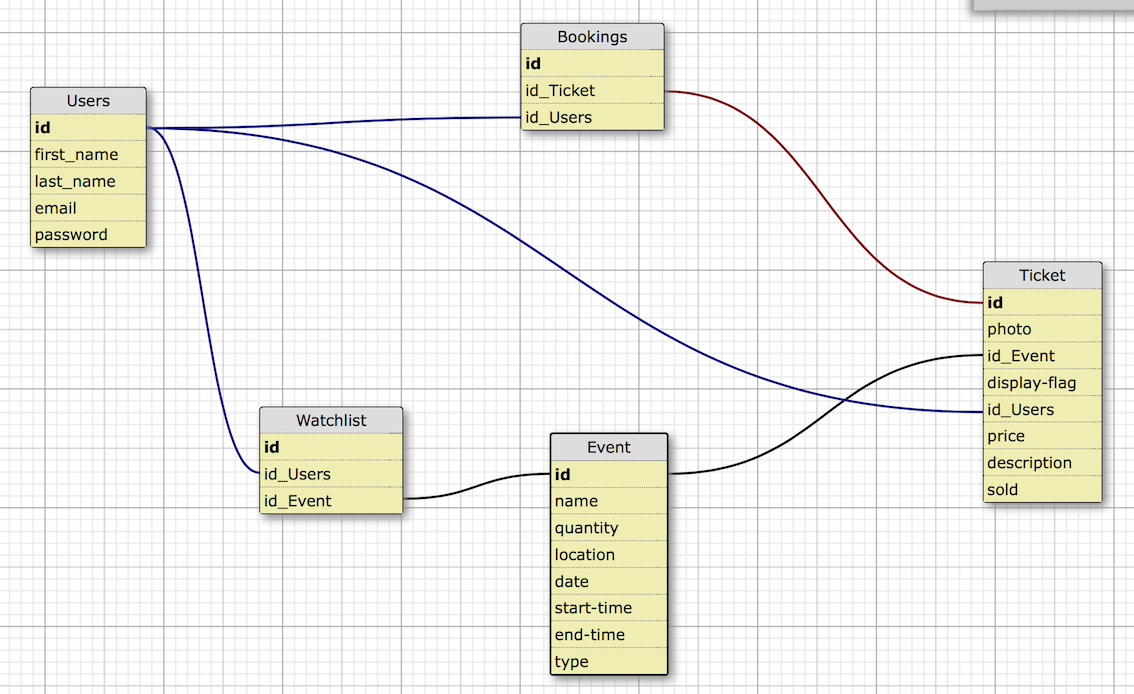 Bookings
id
id_Ticket
id_Users
Users
id
first_name
last_name
email
password
Ticket
id
photo
id_Event
display-flag
id_Users
price
description
sold
Watchlist
id
id_Users
id_Event
Event
id
name
quantity
location
date
start-time
end-time
type